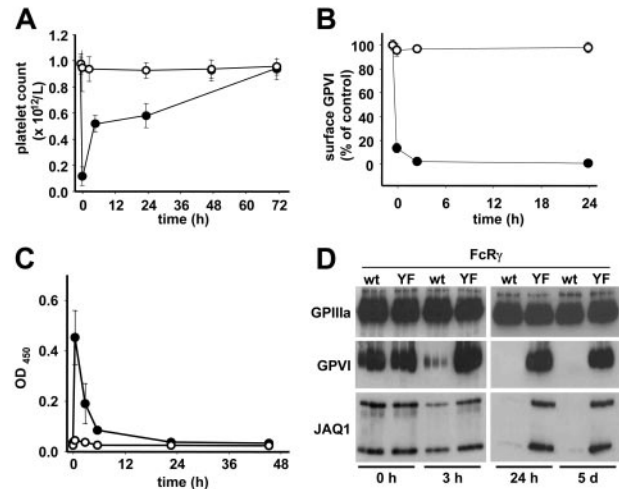 A
platelet count
(x 10¹²/L)
1.2
1.0
0.8
0.6
0.4
0.2
0.0
0 12 24 36 48 60 72
time (h)
B
surface GPVI
(% of control)
100
80
60
40
20
0
0 6 12 18 24
time (h)
C
OD 450
0.6
0.4
0.2
0.0
0 12 24 36 48
time (h)
D
FcRγ
wt YF wt YF wt YF wt YF
GPIIIa
GPVI
JAQ1
0 h 3 h 24 h 5 d